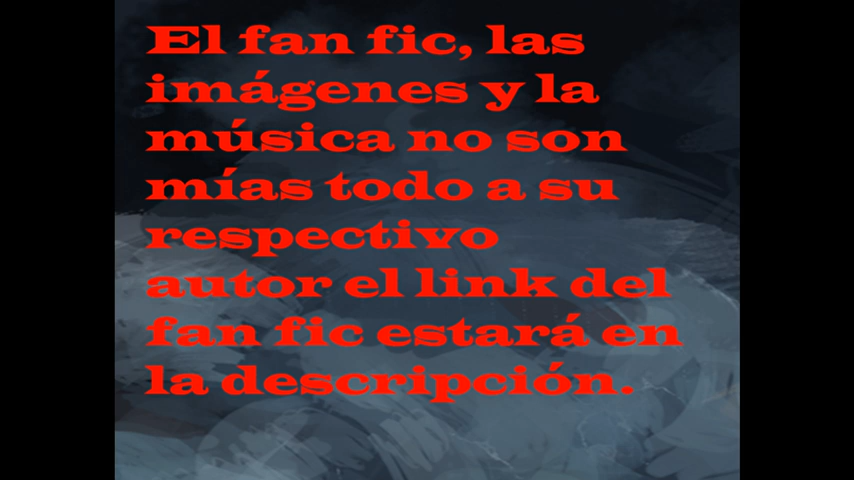 El fan fic, las
imágenes y la
música no son
mías todo a su
respectivo
autor el link del
fan fic estará en
la descripción.